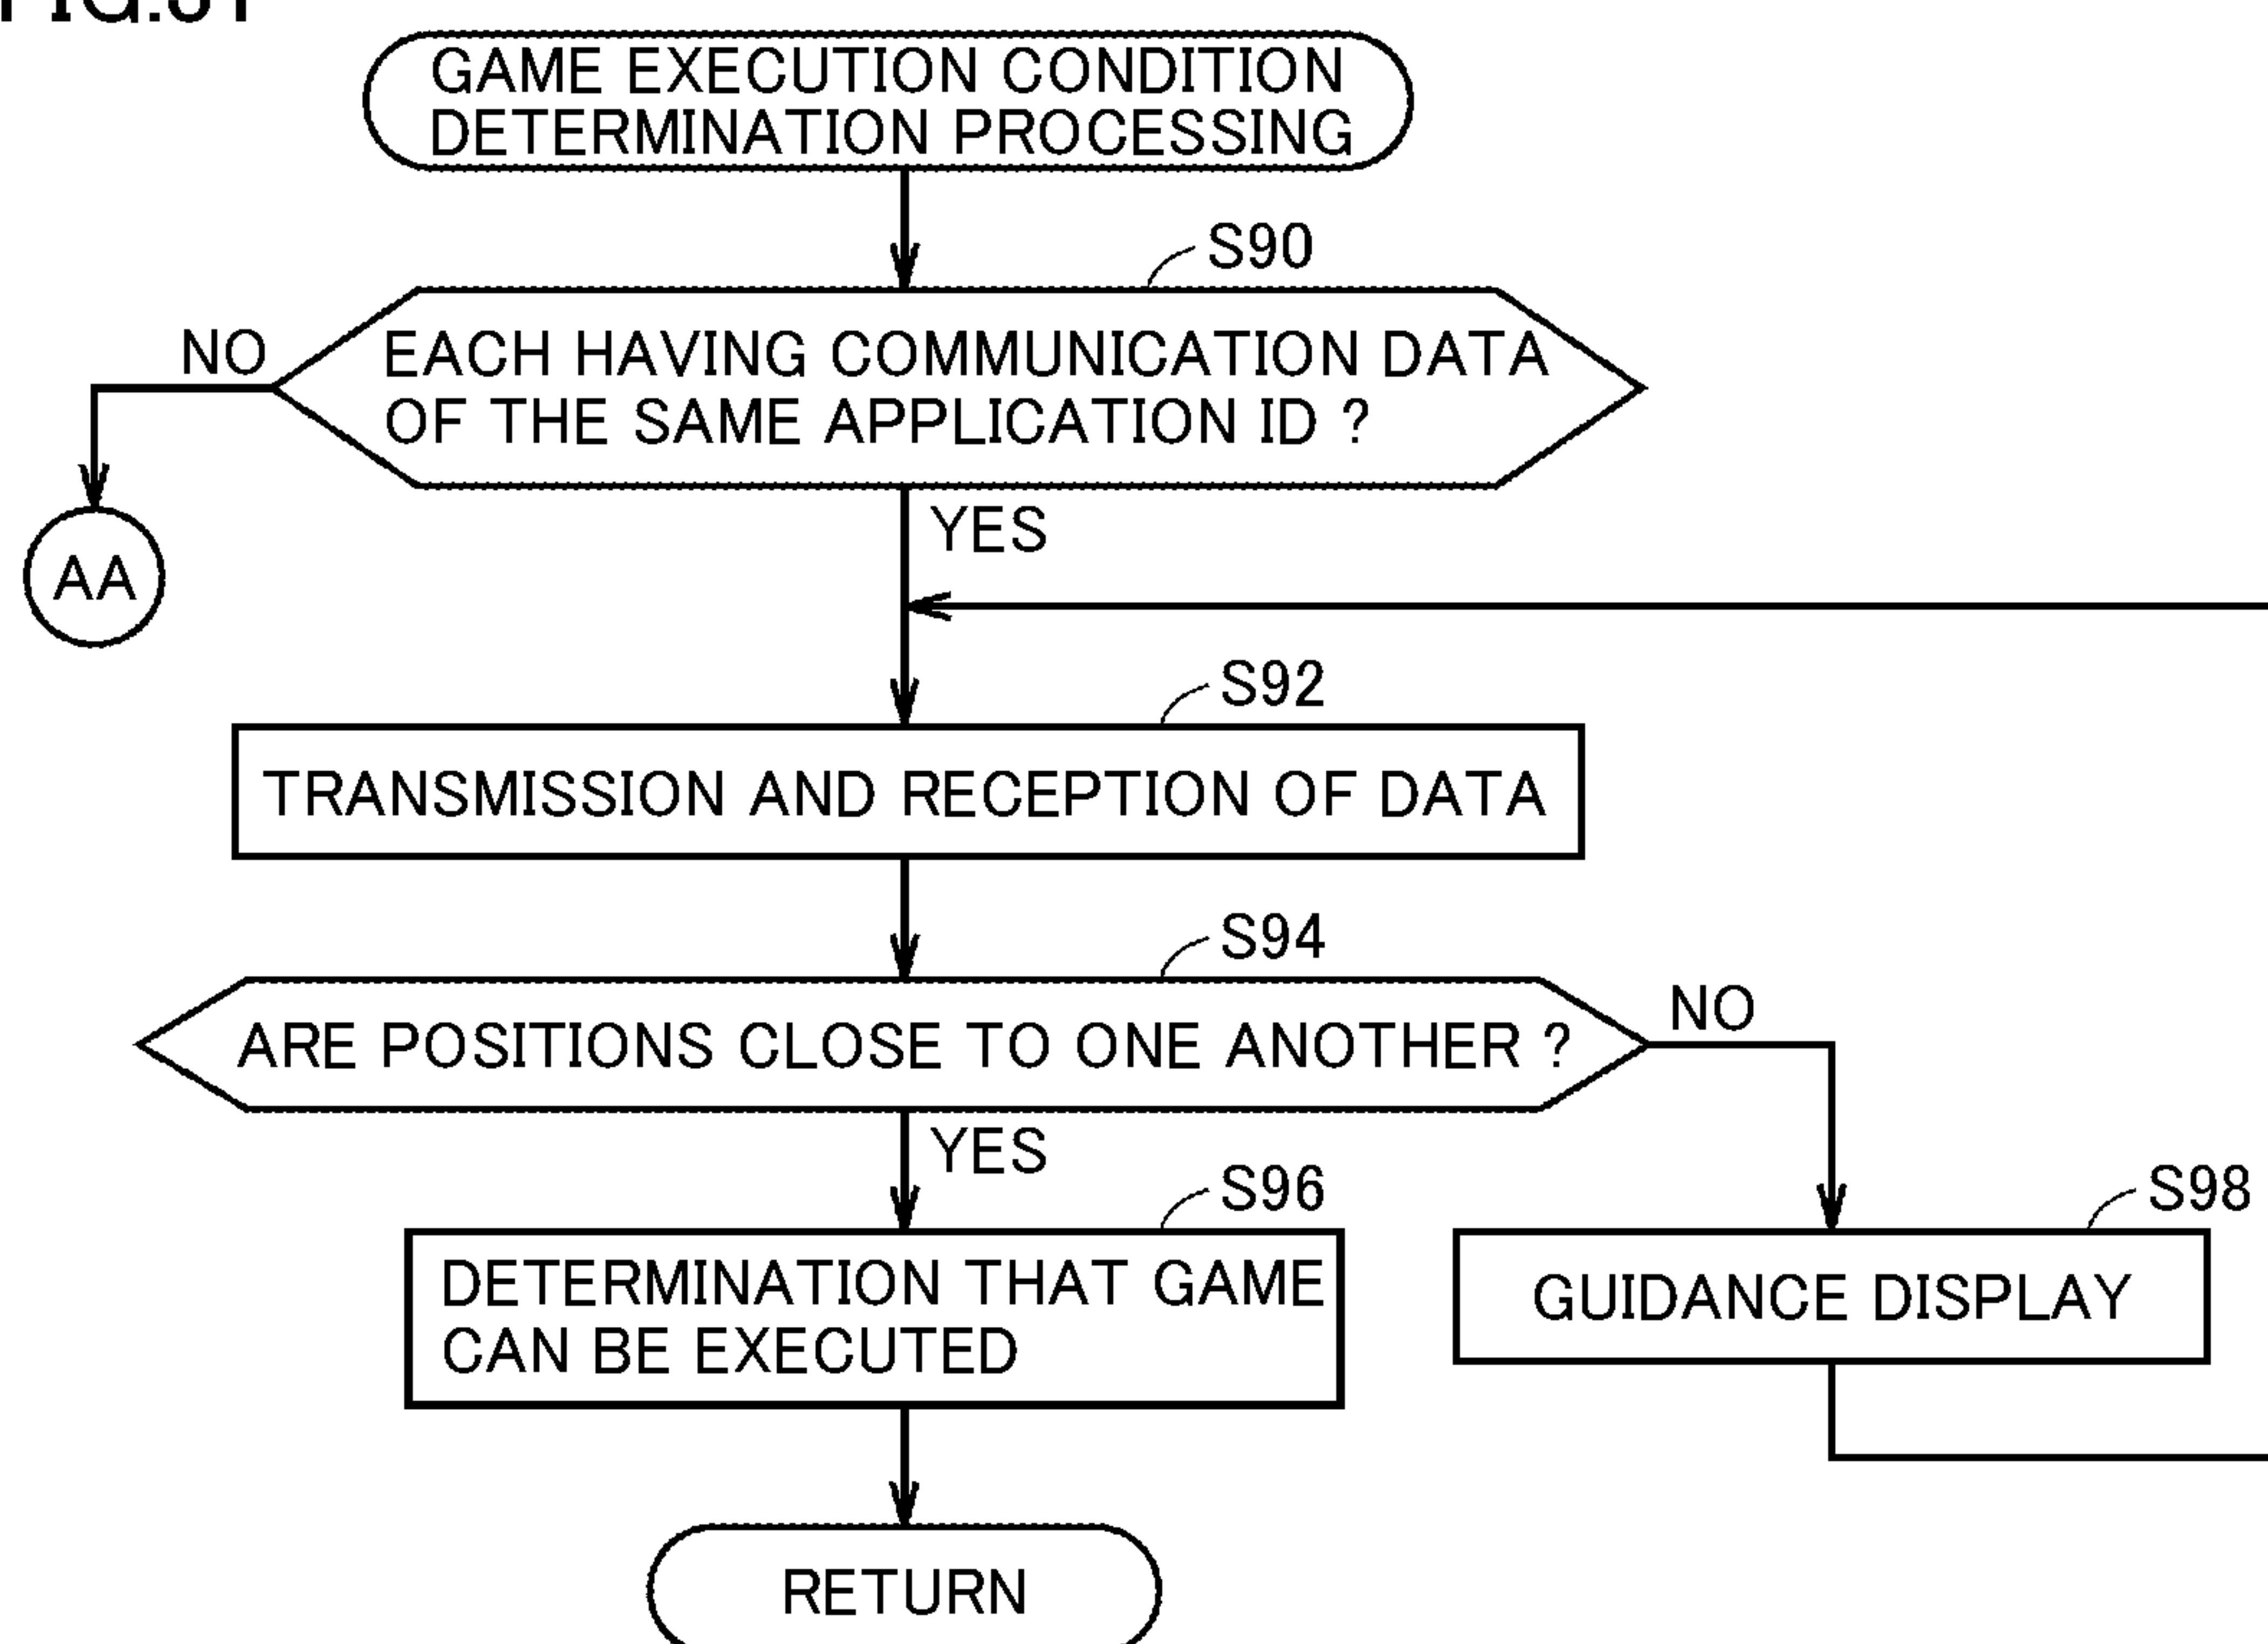 GAME EXECUTION CONDITION
DETERMINATION PROCESSING
S90
NO
EACH HAVING COMMUNICATION DATA
OF THE SAME APPLICATION ID ?
YES
AA
S92
TRANSMISSION AND RECEPTION OF DATA
S94
ARE POSITIONS CLOSE TO ONE ANOTHER ?
NO
YES
S96
S98
DETERMINATION THAT GAME
CAN BE EXECUTED
GUIDANCE DISPLAY
RETURN